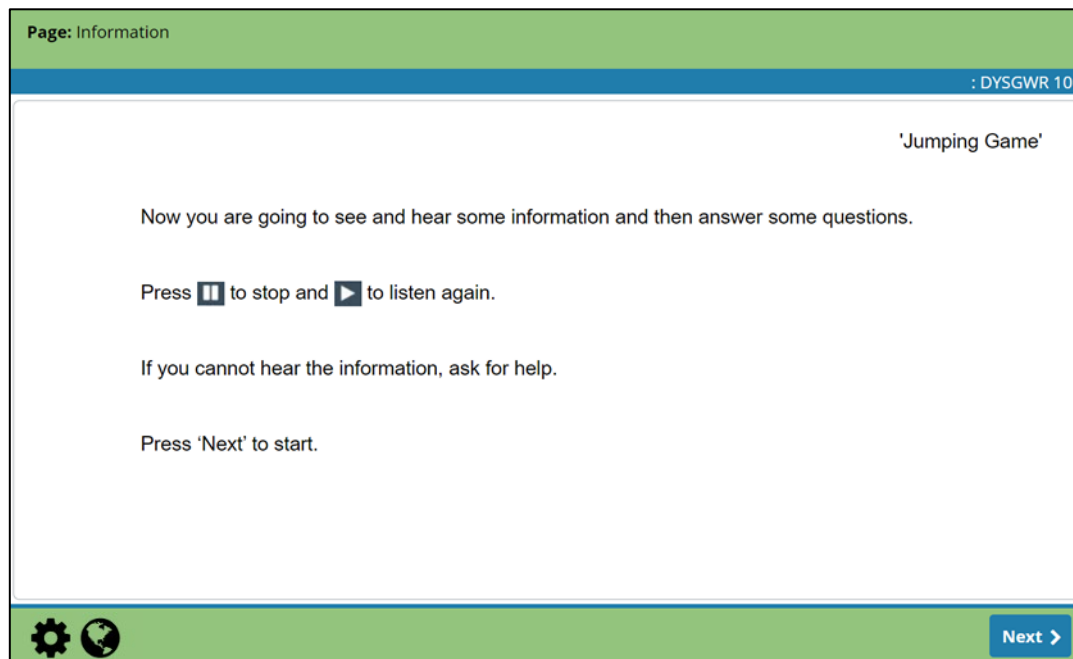 Page: Information
: DYSGWR 10
'Jumping Game'
Now you are going to see and hear some information and then answer some questions.
Press to stop and to listen again.
If you cannot hear the information, ask for help.
Press ‘Next’ to start.
Next